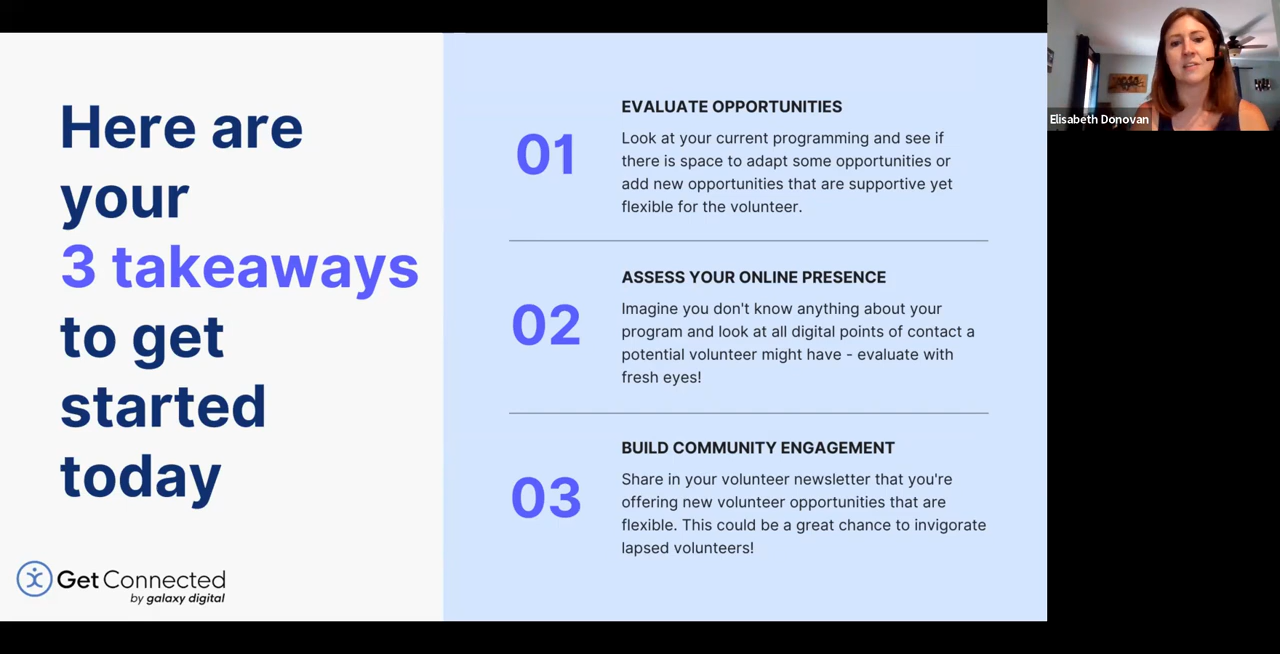 Here are
your
3 takeaways
to get
started
today
GetConnected
by galaxy digital
01
EVALUATE OPPORTUNITIES
Look at your current programming and see if
there is space to adapt some opportunities or
add new opportunities that are supportive yet
flexible for the volunteer.
02
ASSESS YOUR ONLINE PRESENCE
Imagine you don't know anything about your
program and look at all digital points of contact a
potential volunteer might have - evaluate with
fresh eyes!
03
BUILD COMMUNITY ENGAGEMENT
Share in your volunteer newsletter that you're
offering new volunteer opportunities that are
flexible. This could be a great chance to invigorate
lapsed volunteers!
Elisabeth Donovan